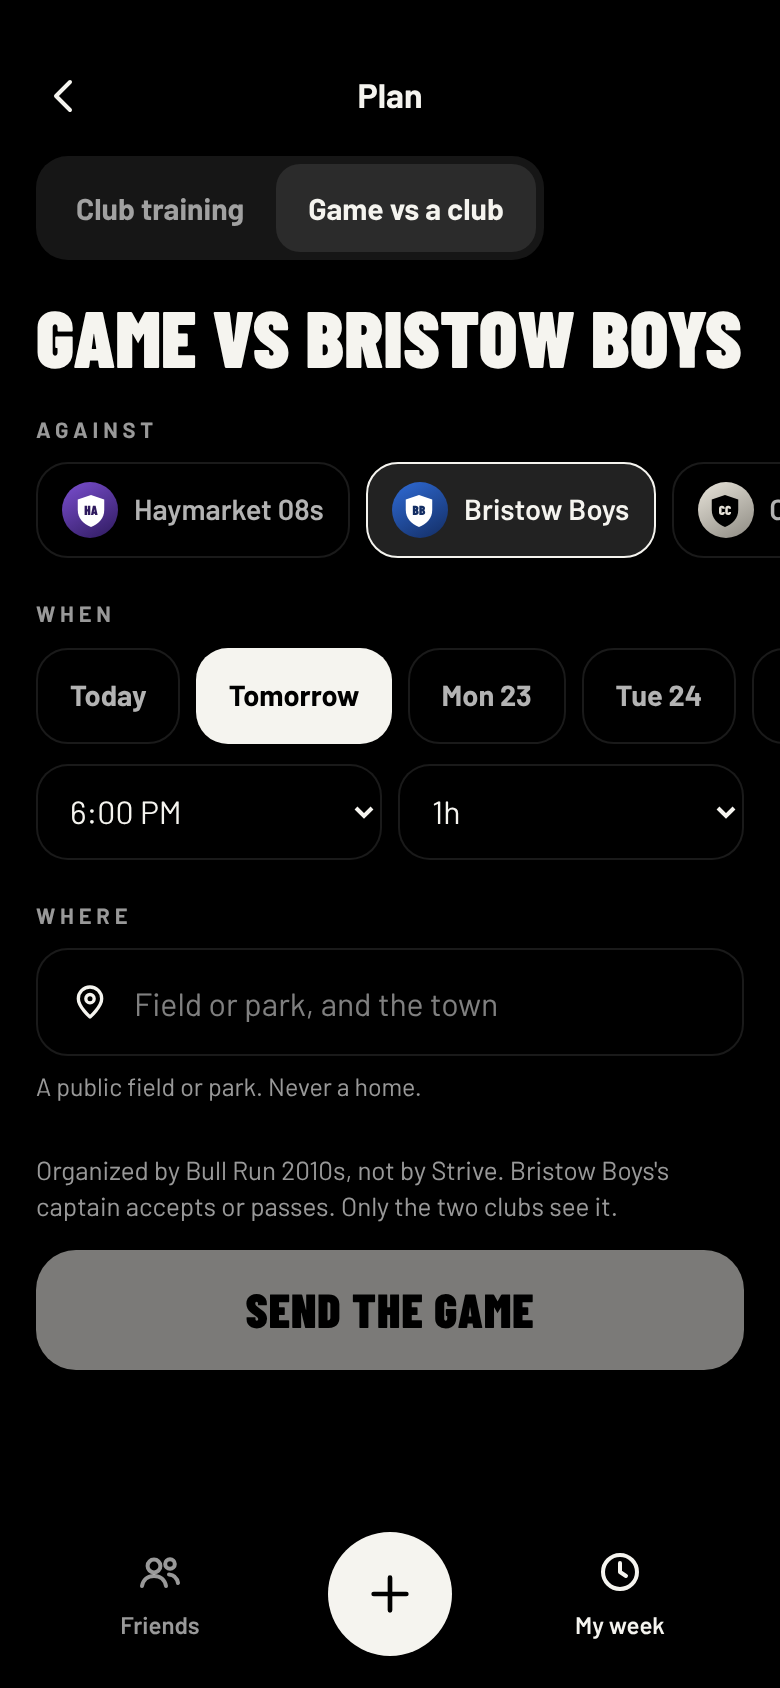 Plan
Club training
Game vs a club
GAME VS BRISTOW BOYS
AGAINST
HA Haymarket 08s
BB Bristow Boys
CC
WHEN
Today
Tomorrow
Mon 23
Tue 24
6:00 PM
1h
WHERE
Field or park, and the town
A public field or park. Never a home.
Organized by Bull Run 2010s, not by Strive. Bristow Boys's
captain accepts or passes. Only the two clubs see it.
SEND THE GAME
Friends
My week